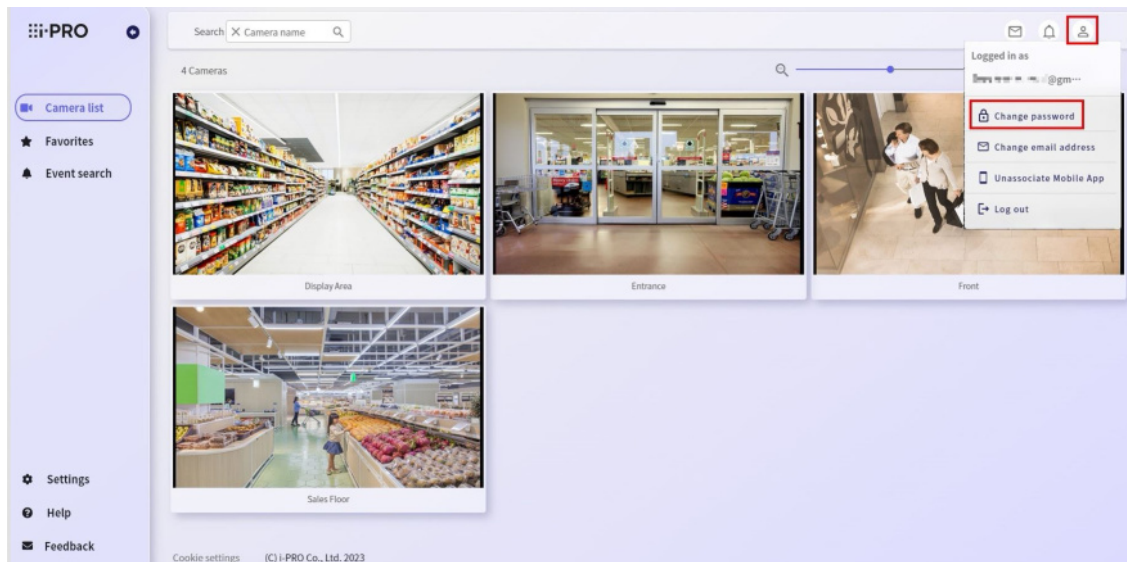 i-PRO
Search
Camera name
4 Cameras
Logged in as
@gm...
Camera list
Favorites
Event search
Change password
Change email address
Unassociate Mobile App
Log out
Display Area
Entrance
Front
Sales Floor
Settings
Help
Feedback
Cookie settings
(C) i-PRO Co., Ltd. 2023